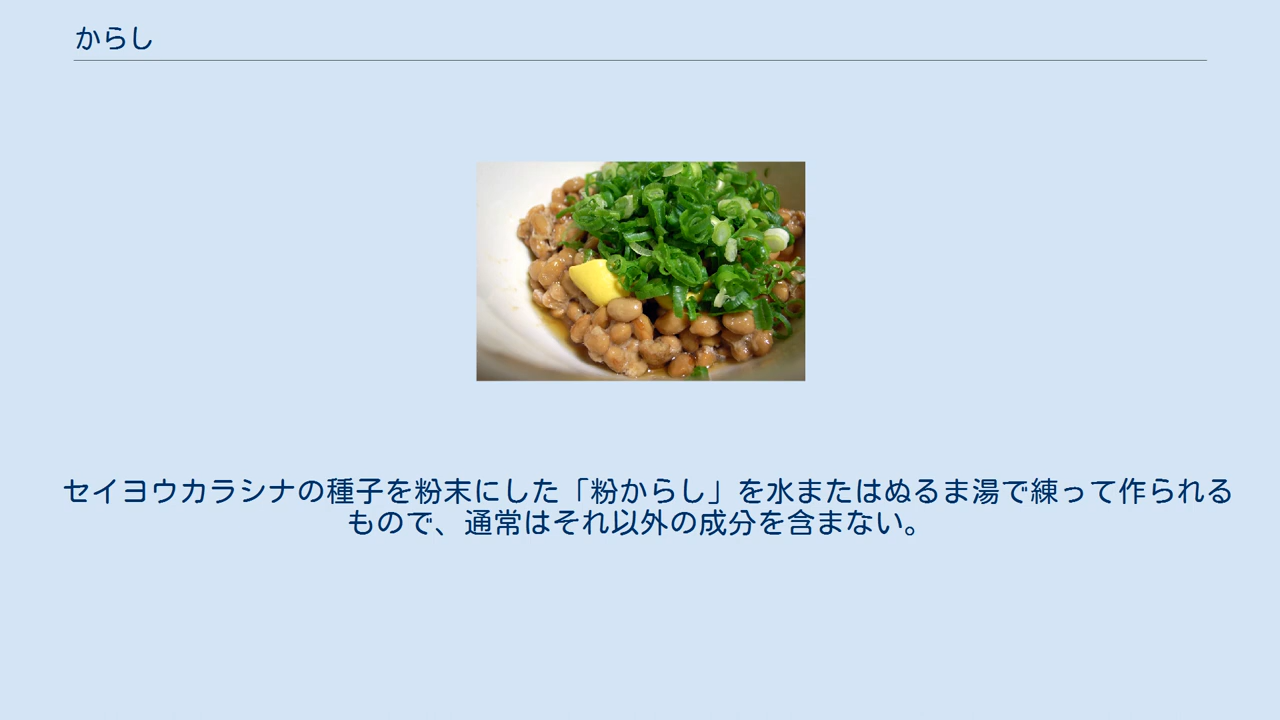 からし
セイヨウカラシナの種子を粉末にした「粉からし」を水またはぬるま湯で練って作られる
もので、通常はそれ以外の成分を含まない。